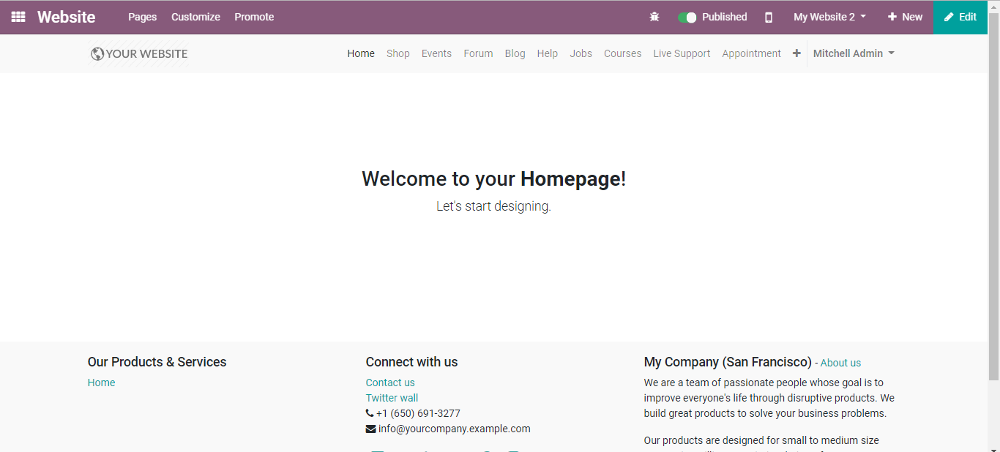 Website Pages Customize Promote Published My Website 2 New Edit
YOUR WEBSITE Home Shop Events Forum Blog Help Jobs Courses Live Support Appointment Mitchell Admin
Welcome to your Homepage!
Let's start designing.
Our Products & Services
Home
Connect with us
Contact us
Twitter wall
+1 (650) 691-3277
info@yourcompany.example.com
My Company (San Francisco) - About us
We are a team of passionate people whose goal is to
improve everyone's life through disruptive products. We
build great products to solve your business problems.
Our products are designed for small to medium size